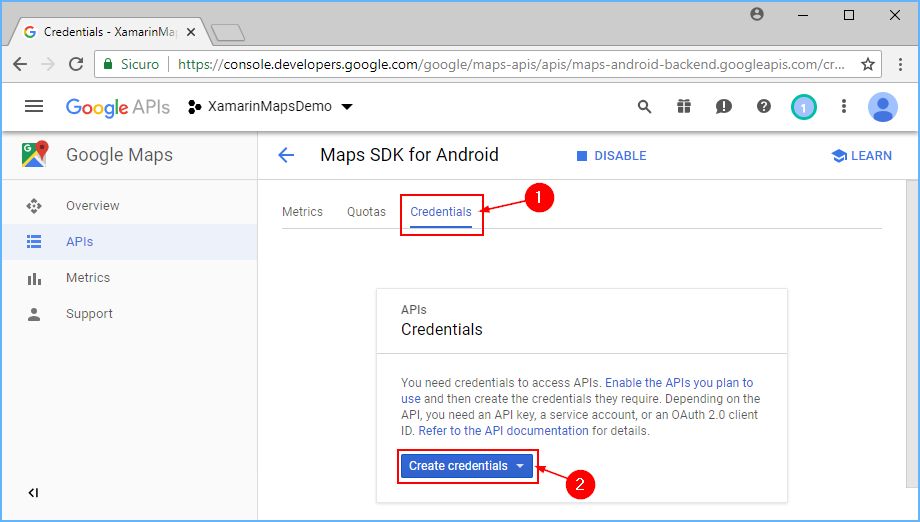 Credentials - XamarinMap
Sicuro
https://console.developers.google.com/google/maps-apis/apis/maps-android-backend.googleapis.com/cr...
Google APIs
XamarinMapsDemo
1
Google Maps
Maps SDK for Android
DISABLE
LEARN
Overview
APIs
Metrics
Support
Metrics
Quotas
Credentials
1
APIs
Credentials
You need credentials to access APIs. Enable the APIs you plan to
use and then create the credentials they require. Depending on the
API, you need an API key, a service account, or an OAuth 2.0 client
ID. Refer to the API documentation for details.
Create credentials
2